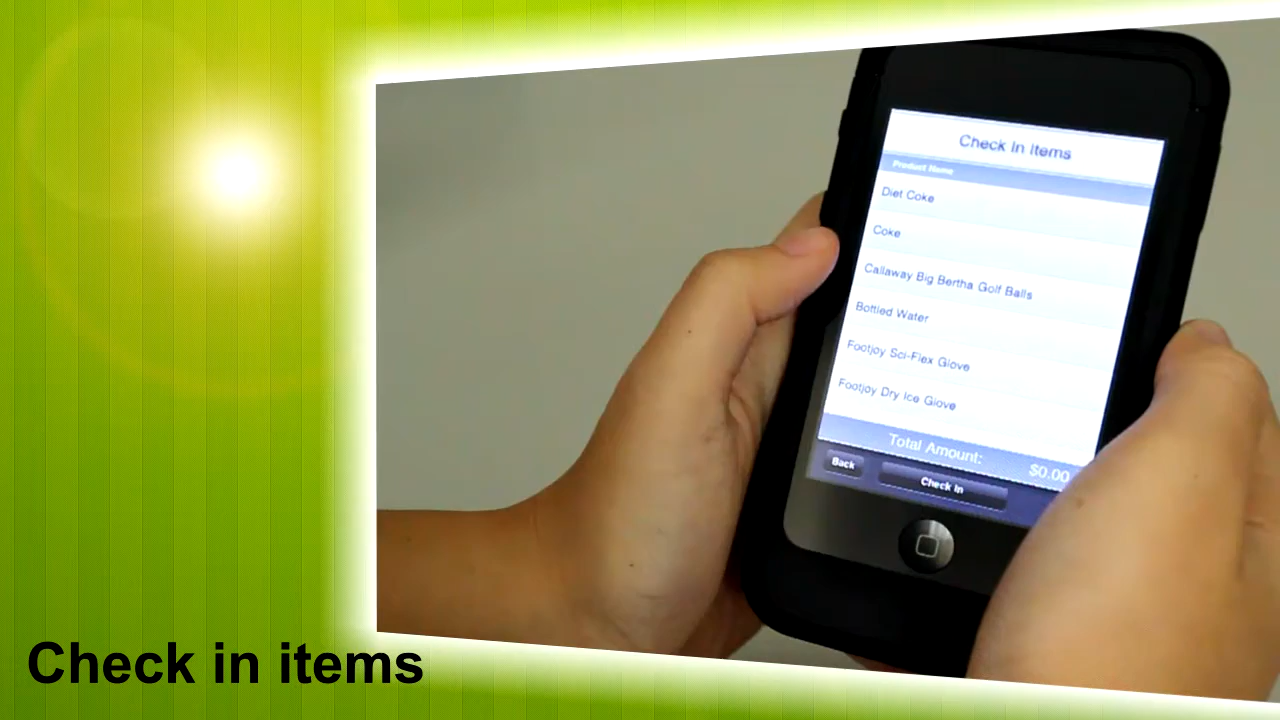 Check In Items
Product Name
Diet Coke
Coke
Callaway Big Bertha Golf Balls
Bottled Water
Footjoy Sci-Flex Glove
Footjoy Dry Ice Glove
Total Amount: $0.00
Back Check In
Check in items